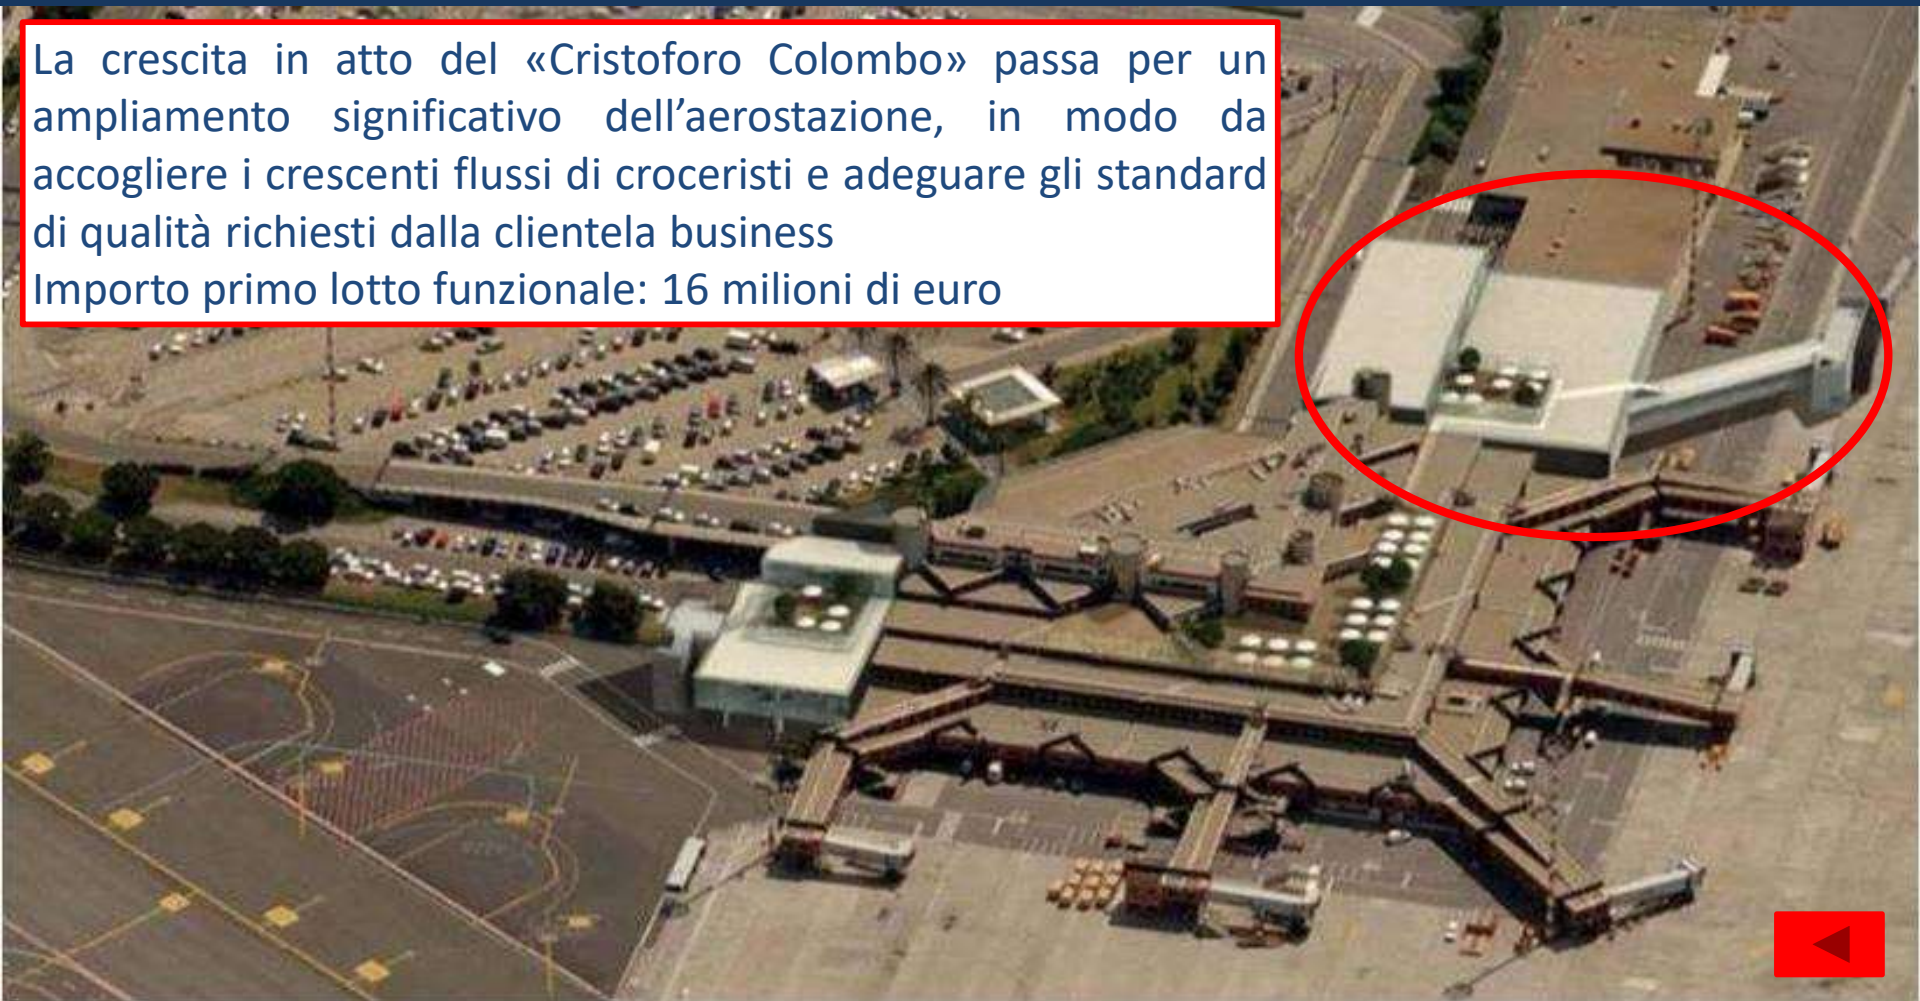 La crescita in atto del «Cristoforo Colombo» passa per un
ampliamento significativo dell’aerostazione, in modo da
accogliere i crescenti flussi di croceristi e adeguare gli standard
di qualità richiesti dalla clientela business
Importo primo lotto funzionale: 16 milioni di euro